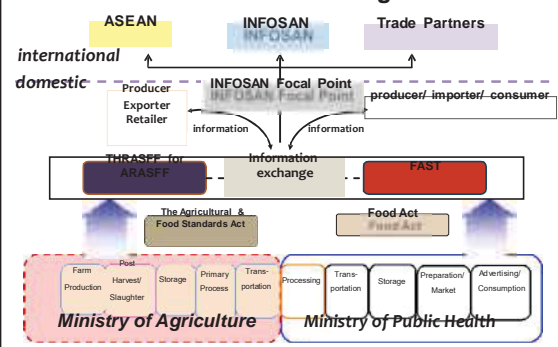 ASEAN
INFOSAN
Trade Partners
international
domestic
INFOSAN Focal Point
Producer
Exporter
Retailer
producer/ importer/ consumer
information
information
THRASFF for
ARASFF
Information
exchange
FAST
The Agricultural &
Food Standards Act
Food Act
Farm
Production
Post
Harvest/
Slaughter
Storage
Primary
Process
Trans-
portation
Processing
Trans-
portation
Storage
Preparation/
Market
Advertising/
Consumption
Ministry of Agriculture
Ministry of Public Health